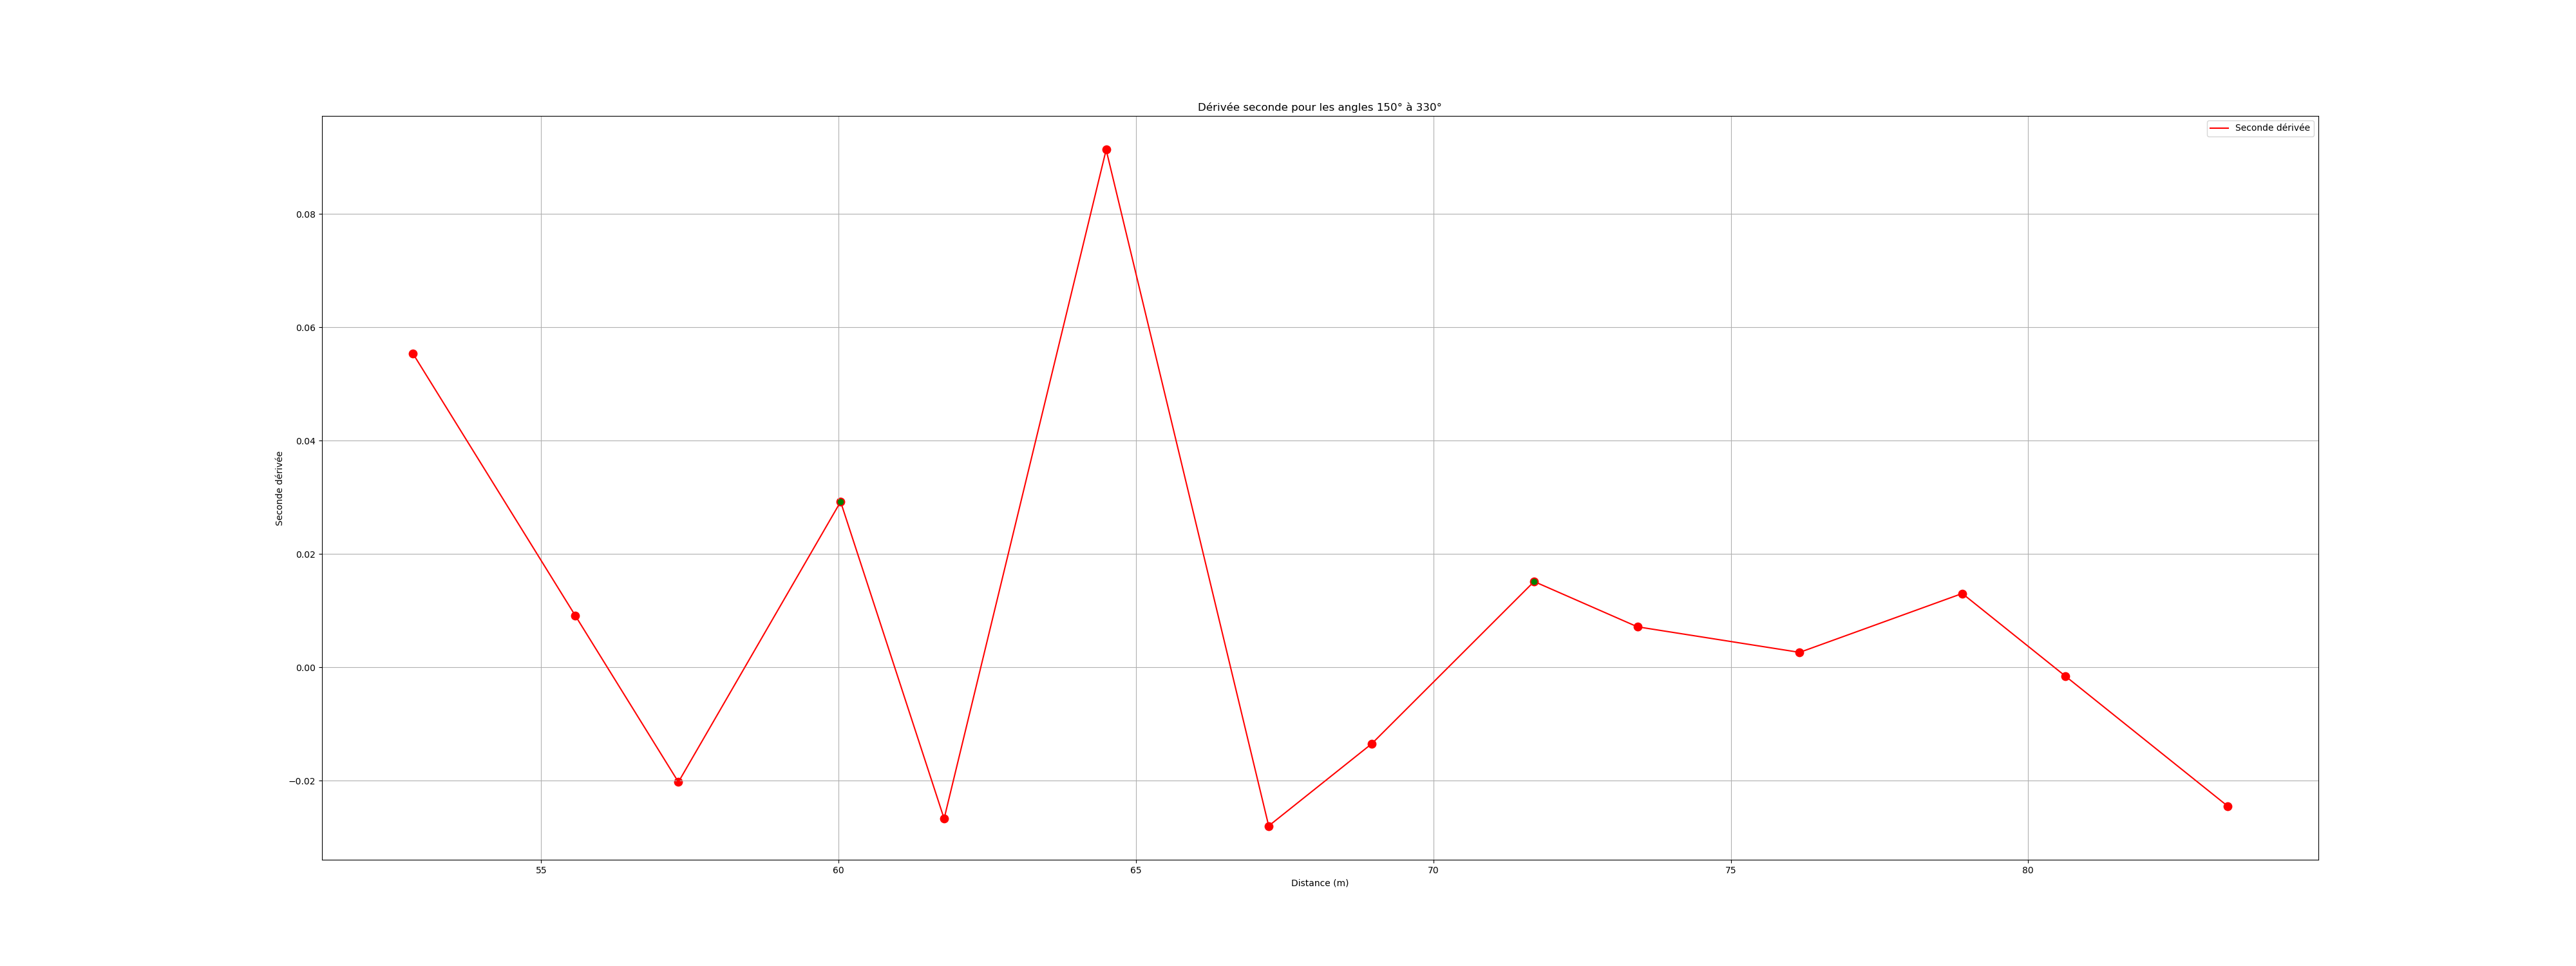 Dérivée seconde pour les angles 150° à 330°
Seconde dérivée
0.08
0.06
0.04
0.02
0.00
−0.02
Seconde dérivée
55 60 65 70 75 80
Distance (m)